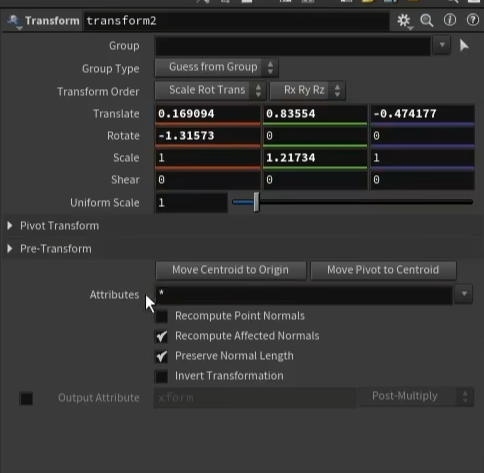 Transform transform2
Group
Group Type Guess from Group
Transform Order Scale Rot Trans Rx Ry Rz
Translate 0.169094 0.83554 -0.474177
Rotate -1.31573 0 0
Scale 1 1.21734 1
Shear 0 0 0
Uniform Scale 1
Pivot Transform
Pre-Transform
Move Centroid to Origin Move Pivot to Centroid
Attributes *
Recompute Point Normals
Recompute Affected Normals
Preserve Normal Length
Invert Transformation
Output Attribute xform Post-Multiply